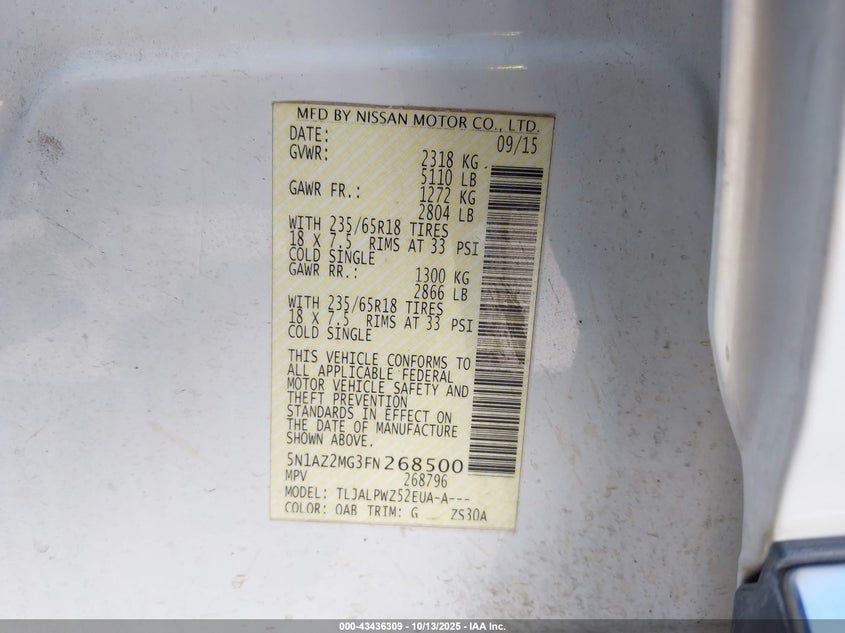 MFD BY NISSAN MOTOR CO., LTD.
DATE: 09/15
GVWR: 2318 KG
5110 LB
GAWR FR.: 1272 KG
2804 LB
WITH 235/65R18 TIRES
18 X 7.5 RIMS AT 33 PSI
COLD SINGLE
GAWR RR.: 1300 KG
2866 LB
WITH 235/65R18 TIRES
18 X 7.5 RIMS AT 33 PSI
COLD SINGLE
THIS VEHICLE CONFORMS TO
ALL APPLICABLE FEDERAL
MOTOR VEHICLE SAFETY AND
THEFT PREVENTION
STANDARDS IN EFFECT ON
THE DATE OF MANUFACTURE
SHOWN ABOVE.
5N1AZ2MG3FN268500
MPV 268796
MODEL: TLJALPWZ52EUA-A---
COLOR: QAB TRIM: G ZS30A
000-43436309 - 10/13/2025 - IAA Inc.